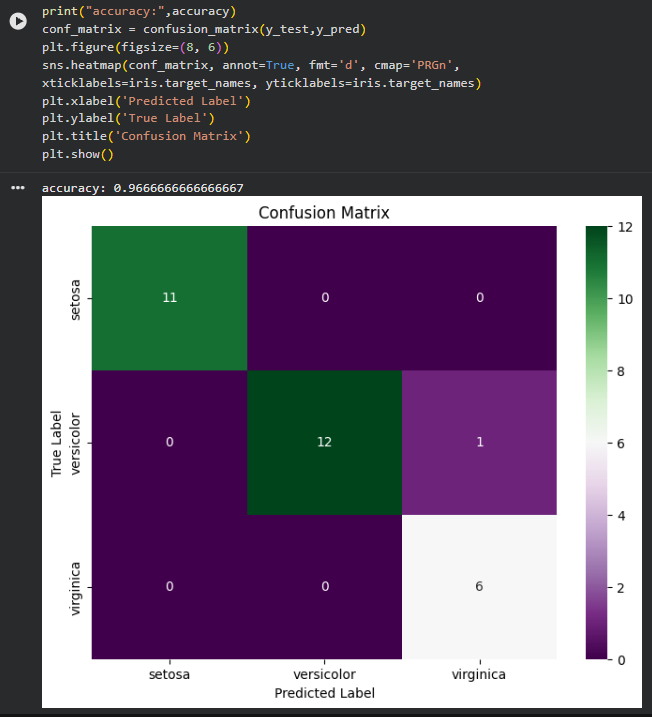 print("accuracy:",accuracy)
conf_matrix = confusion_matrix(y_test,y_pred)
plt.figure(figsize=(8, 6))
sns.heatmap(conf_matrix, annot=True, fmt='d', cmap='PRGn',
xticklabels=iris.target_names, yticklabels=iris.target_names)
plt.xlabel('Predicted Label')
plt.ylabel('True Label')
plt.title('Confusion Matrix')
plt.show()
accuracy: 0.9666666666666667
Confusion Matrix
True Label
setosa
11 0 0
versicolor
0 12 1
virginica
0 0 6
setosa versicolor virginica
Predicted Label
12
10
8
6
4
2
0